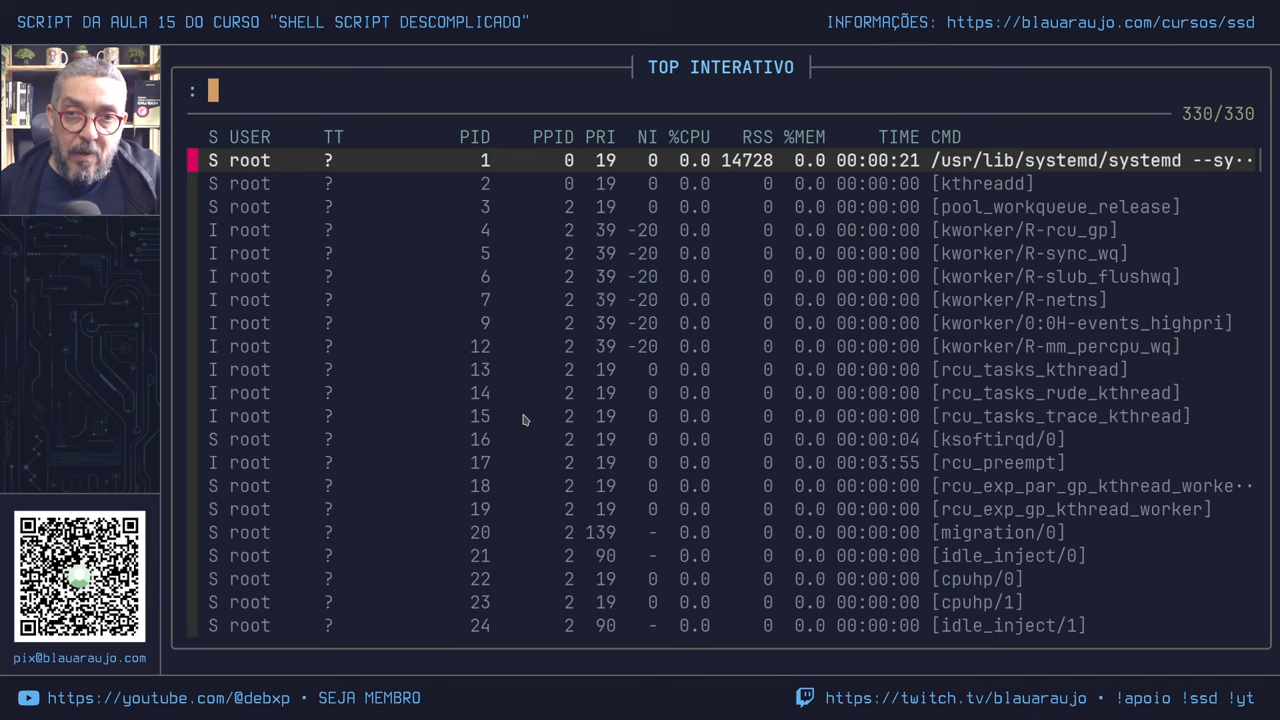 SCRIPT DA AULA 15 DO CURSO "SHELL SCRIPT DESCOMPLICADO"
INFORMAÇÕES: https://blauaraujo.com/cursos/ssd
TOP INTERATIVO
:
330/330
S USER TT PID PPID PRI NI %CPU RSS %MEM TIME CMD
S root ? 1 0 19 0 0.0 14728 0.0 00:00:21 /usr/lib/systemd/systemd --sy··
S root ? 2 0 19 0 0.0 0 0.0 00:00:00 [kthreadd]
S root ? 3 2 19 0 0.0 0 0.0 00:00:00 [pool_workqueue_release]
I root ? 4 2 39 -20 0.0 0 0.0 00:00:00 [kworker/R-rcu_gp]
I root ? 5 2 39 -20 0.0 0 0.0 00:00:00 [kworker/R-sync_wq]
I root ? 6 2 39 -20 0.0 0 0.0 00:00:00 [kworker/R-slub_flushwq]
I root ? 7 2 39 -20 0.0 0 0.0 00:00:00 [kworker/R-netns]
I root ? 9 2 39 -20 0.0 0 0.0 00:00:00 [kworker/0:0H-events_highpri]
I root ? 12 2 39 -20 0.0 0 0.0 00:00:00 [kworker/R-mm_percpu_wq]
I root ? 13 2 19 0 0.0 0 0.0 00:00:00 [rcu_tasks_kthread]
I root ? 14 2 19 0 0.0 0 0.0 00:00:00 [rcu_tasks_rude_kthread]
I root ? 15 2 19 0 0.0 0 0.0 00:00:00 [rcu_tasks_trace_kthread]
S root ? 16 2 19 0 0.0 0 0.0 00:00:04 [ksoftirqd/0]
I root ? 17 2 19 0 0.0 0 0.0 00:03:55 [rcu_preempt]
S root ? 18 2 19 0 0.0 0 0.0 00:00:00 [rcu_exp_par_gp_kthread_worke··
S root ? 19 2 19 0 0.0 0 0.0 00:00:00 [rcu_exp_gp_kthread_worker]
S root ? 20 2 139 - 0.0 0 0.0 00:00:00 [migration/0]
S root ? 21 2 90 - 0.0 0 0.0 00:00:00 [idle_inject/0]
S root ? 22 2 19 0 0.0 0 0.0 00:00:00 [cpuhp/0]
S root ? 23 2 19 0 0.0 0 0.0 00:00:00 [cpuhp/1]
S root ? 24 2 90 - 0.0 0 0.0 00:00:00 [idle_inject/1]
pix@blauaraujo.com
https://youtube.com/@debxp • SEJA MEMBRO
https://twitch.tv/blauaraujo • !apoio !ssd !yt